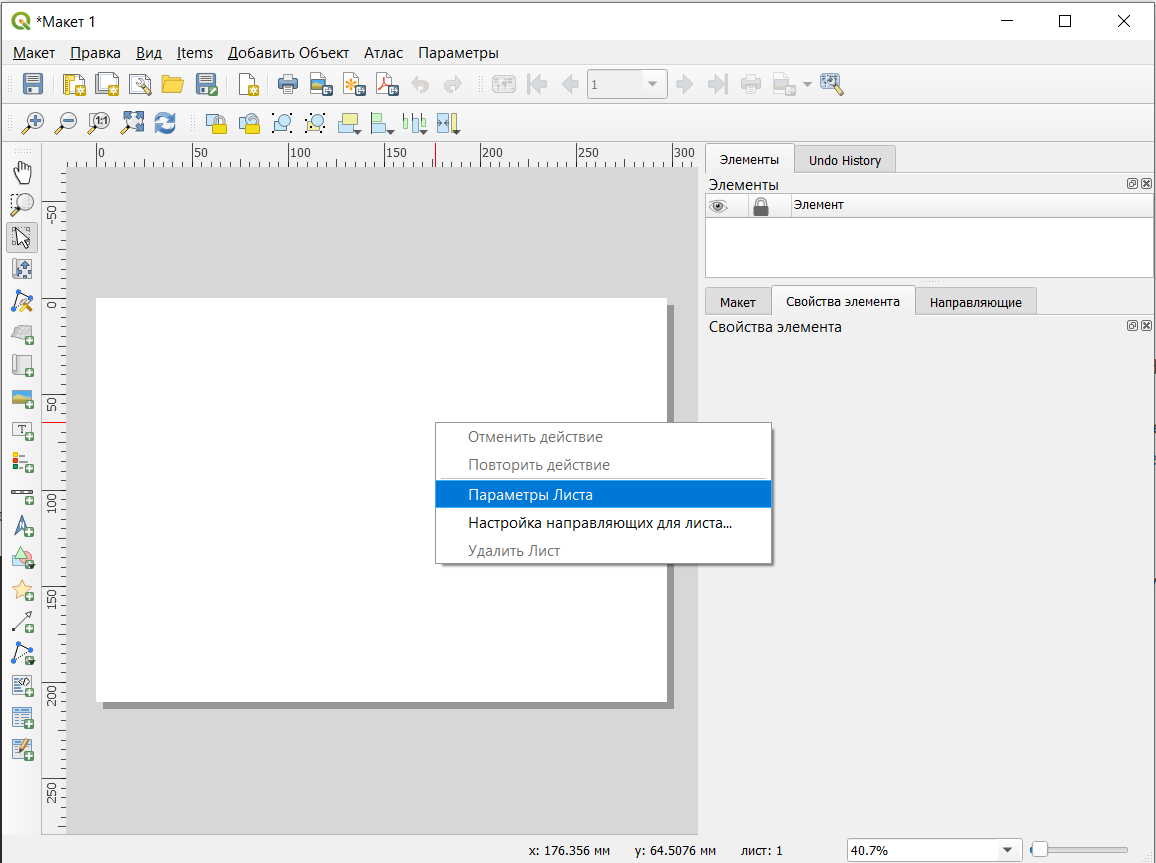 *Макет 1
Макет Правка Вид Items Добавить Объект Атлас Параметры
1
1:1
0 50 100 150 200 250 300
-50
0
50
100
150
200
250
Элементы Undo History
Элементы
Элемент
Макет Свойства элемента Направляющие
Свойства элемента
Отменить действие
Повторить действие
Параметры Листа
Настройка направляющих для листа...
Удалить Лист
x: 176.356 мм y: 64.5076 мм лист: 1 40.7%